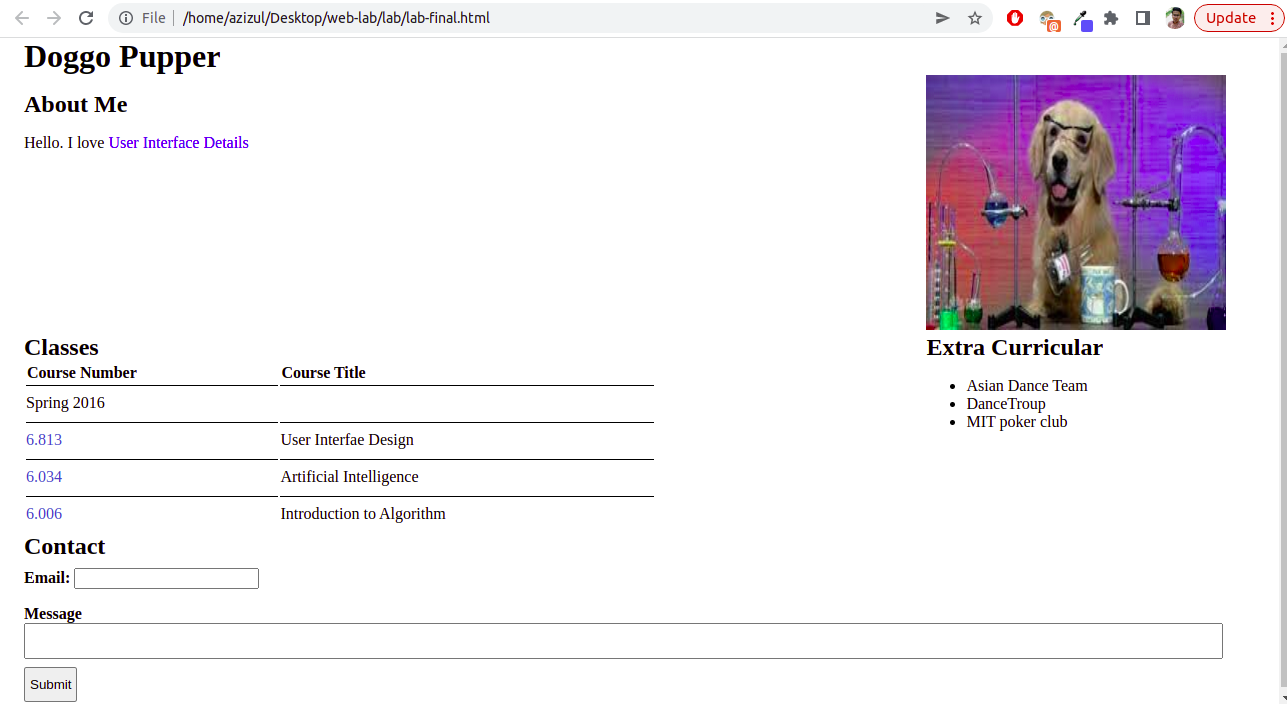 File /home/azizul/Desktop/web-lab/lab/lab-final.html
Update
Doggo Pupper
About Me
Hello. I love User Interface Details
Classes
Course Number Course Title
Spring 2016
6.813 User Interfae Design
6.034 Artificial Intelligence
6.006 Introduction to Algorithm
Extra Curricular
• Asian Dance Team
• DanceTroup
• MIT poker club
Contact
Email:
Message
Submit